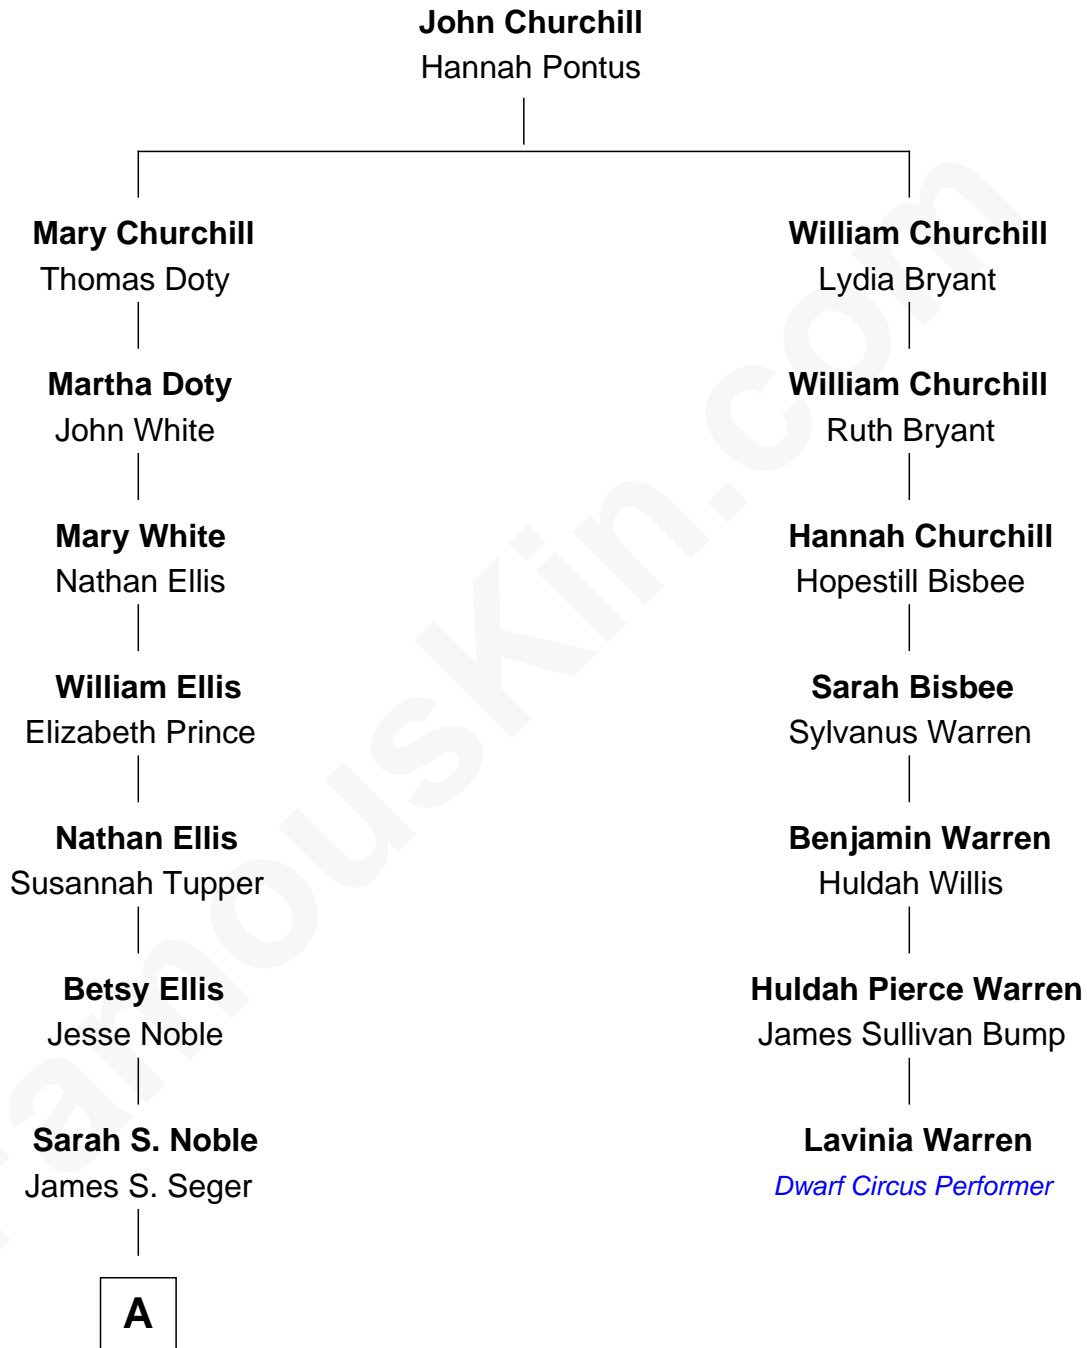 John Churchill
Hannah Pontus
Mary Churchill
Thomas Doty
William Churchill
Lydia Bryant
Martha Doty
John White
William Churchill
Ruth Bryant
Mary White
Nathan Ellis
Hannah Churchill
Hopestill Bisbee
William Ellis
Elizabeth Prince
Sarah Bisbee
Sylvanus Warren
Nathan Ellis
Susannah Tupper
Benjamin Warren
Huldah Willis
Betsy Ellis
Jesse Noble
Huldah Pierce Warren
James Sullivan Bump
Sarah S. Noble
James S. Seger
Lavinia Warren
Dwarf Circus Performer
A
FamousKin.com